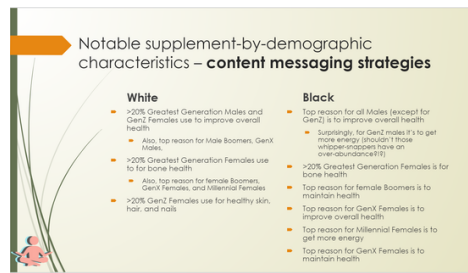 Notable supplement-by-demographic
characteristics – content messaging strategies
White
>20% Greatest Generation Males and
GenZ Females use to improve overall
health
Also, top reason for Male Boomers, GenX
Males,
>20% Greatest Generation Females use
to for bone health
Also, top reason for female Boomers,
GenX Females, and Millennial Females
>20% GenZ Females use for healthy skin,
hair, and nails
Black
Top reason for all Males (except for
GenZ) is to improve overall health
Surprisingly, for GenZ males it's to get
more energy (shouldn't those
whipper-snappers have an
over-abundance?!?)
>20% Greatest Generation Females is for
bone health
Top reason for female Boomers is to
maintain health
Top reason for GenX Females is to
improve overall health
Top reason for Millennial Females is to
get more energy
Top reason for GenX Females is to
maintain health